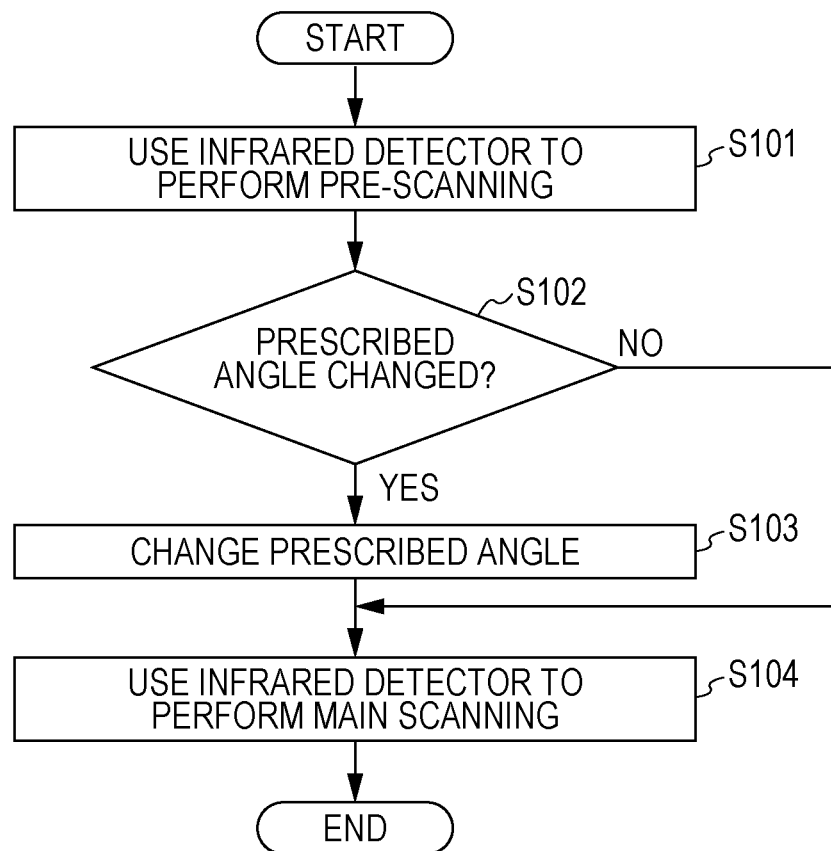 START
USE INFRARED DETECTOR TO
PERFORM PRE-SCANNING
S101
S102
PRESCRIBED
ANGLE CHANGED?
NO
YES
CHANGE PRESCRIBED ANGLE
S103
USE INFRARED DETECTOR TO
PERFORM MAIN SCANNING
S104
END